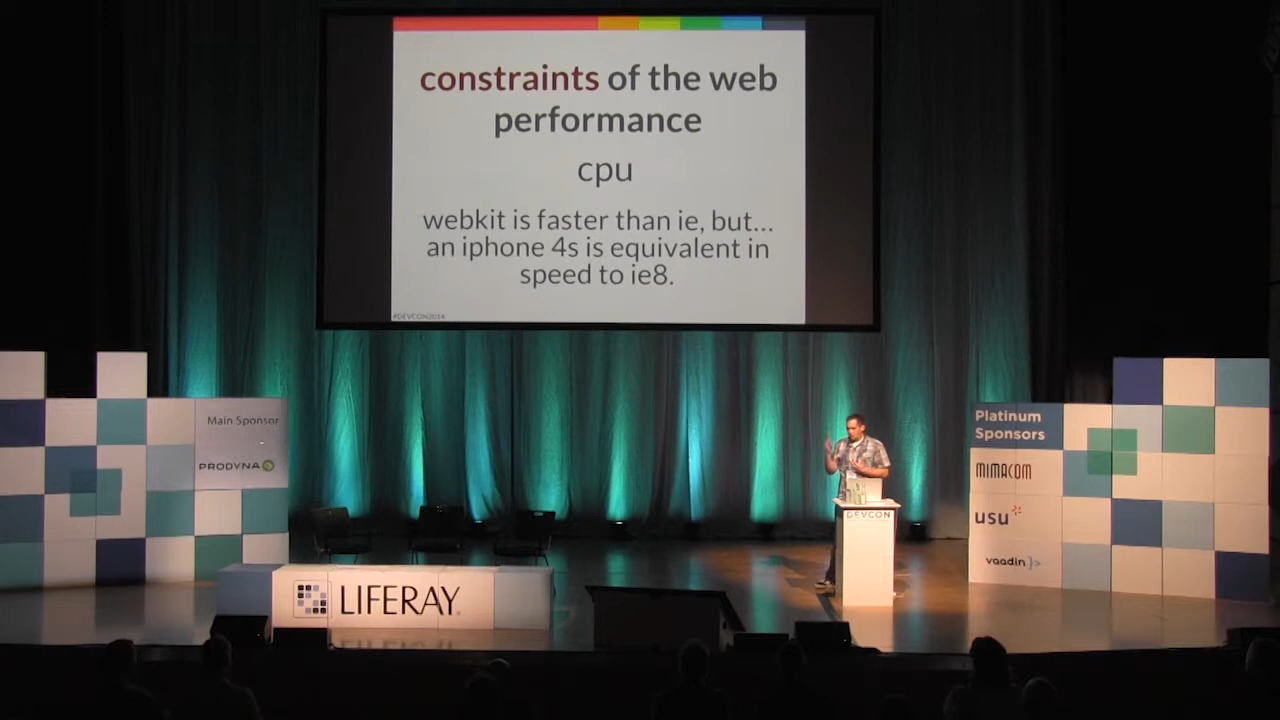 constraints of the web
performance
cpu
webkit is faster than ie, but...
an iphone 4s is equivalent in
speed to ie8.
#DEVCON2014
Main Sponsor
PRODYNA
Platinum
Sponsors
MIMACOM
usu
vaadin }>
DEVCON
LIFERAY.